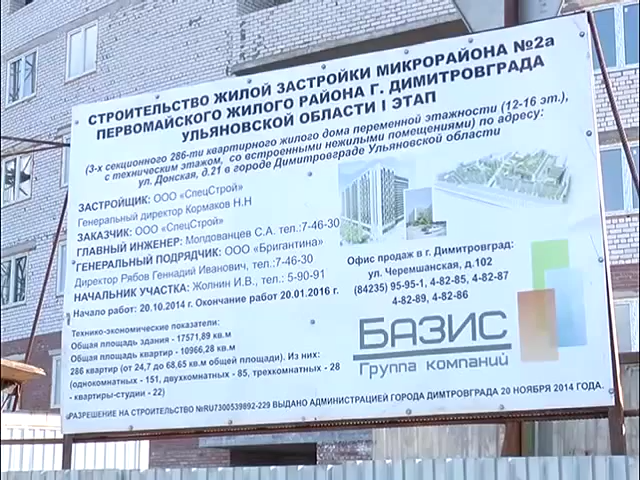 СТРОИТЕЛЬСТВО ЖИЛОЙ ЗАСТРОЙКИ МИКРОРАЙОНА №2а
ПЕРВОМАЙСКОГО ЖИЛОГО РАЙОНА Г. ДИМИТРОВГРАДА
УЛЬЯНОВСКОЙ ОБЛАСТИ I ЭТАП
(3-х секционного 286-ти квартирного жилого дома переменной этажности (12-16 эт.),
с техническим этажом, со встроенными нежилыми помещениями) по адресу:
ул. Донская, д.21 в городе Димитровграде Ульяновской области
ЗАСТРОЙЩИК: ООО «СпецСтрой»
Генеральный директор Кормаков Н.Н
ЗАКАЗЧИК: ООО «СпецСтрой»
ГЛАВНЫЙ ИНЖЕНЕР: Молдованцев С.А. тел.:7-46-30
ГЕНЕРАЛЬНЫЙ ПОДРЯДЧИК: ООО «Бригантина»
Директор Рябов Геннадий Иванович, тел.:7-46-30
НАЧАЛЬНИК УЧАСТКА: Жолнин И.В., тел.: 5-90-91
Начало работ: 20.10.2014 г. Окончание работ 20.01.2016 г.
Технико-экономические показатели:
Общая площадь здания - 17571,89 кв.м
Общая площадь квартир - 10966,28 кв.м
286 квартир (от 24,7 до 68,65 кв.м общей площади). Из них:
(однокомнатных - 151, двухкомнатных - 85, трехкомнатных - 28
- квартиры-студии - 22)
Офис продаж в г. Димитровград:
ул. Черемшанская, д.102
(84235) 95-95-1, 4-82-85, 4-82-87
4-82-89, 4-82-86
БАЗИС
Группа компаний
РАЗРЕШЕНИЕ НА СТРОИТЕЛЬСТВО №RU7300539892-229 ВЫДАНО АДМИНИСТРАЦИЕЙ ГОРОДА ДИМТРОВГРАДА 20 НОЯБРЯ 2014 ГОДА.